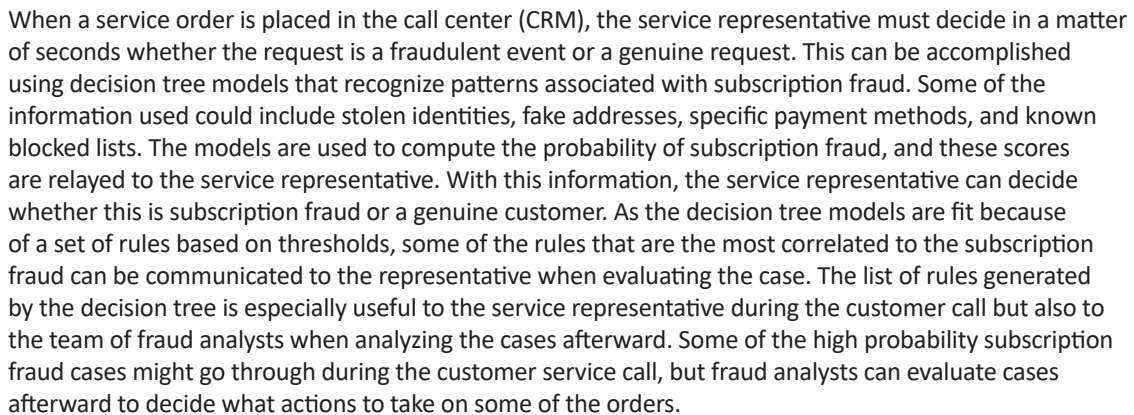 When a service order is placed in the call center (CRM), the service representative must decide in a matter
of seconds whether the request is a fraudulent event or a genuine request. This can be accomplished
using decision tree models that recognize patterns associated with subscription fraud. Some of the
information used could include stolen identities, fake addresses, specific payment methods, and known
blocked lists. The models are used to compute the probability of subscription fraud, and these scores
are relayed to the service representative. With this information, the service representative can decide
whether this is subscription fraud or a genuine customer. As the decision tree models are fit because
of a set of rules based on thresholds, some of the rules that are the most correlated to the subscription
fraud can be communicated to the representative when evaluating the case. The list of rules generated
by the decision tree is especially useful to the service representative during the customer call but also to
the team of fraud analysts when analyzing the cases afterward. Some of the high probability subscription
fraud cases might go through during the customer service call, but fraud analysts can evaluate cases
afterward to decide what actions to take on some of the orders.